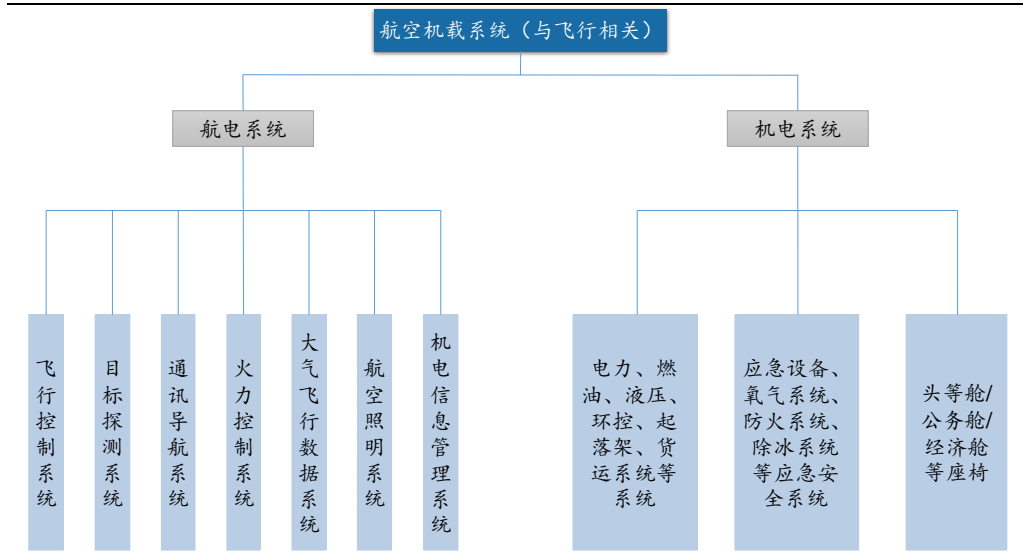 航空机载系统（与飞行相关）
航电系统
机电系统
飞行控制系统
目标探测系统
通讯导航系统
火力控制系统
大气飞行数据系统
航空照明系统
机电信息管理系统
电力、燃
油、液压、
环控、起
落架、货
运系统等
系统
应急设备、
氧气系统、
防火系统、
除冰系统
等应急安
全系统
头等舱/
公务舱/
经济舱
等座椅